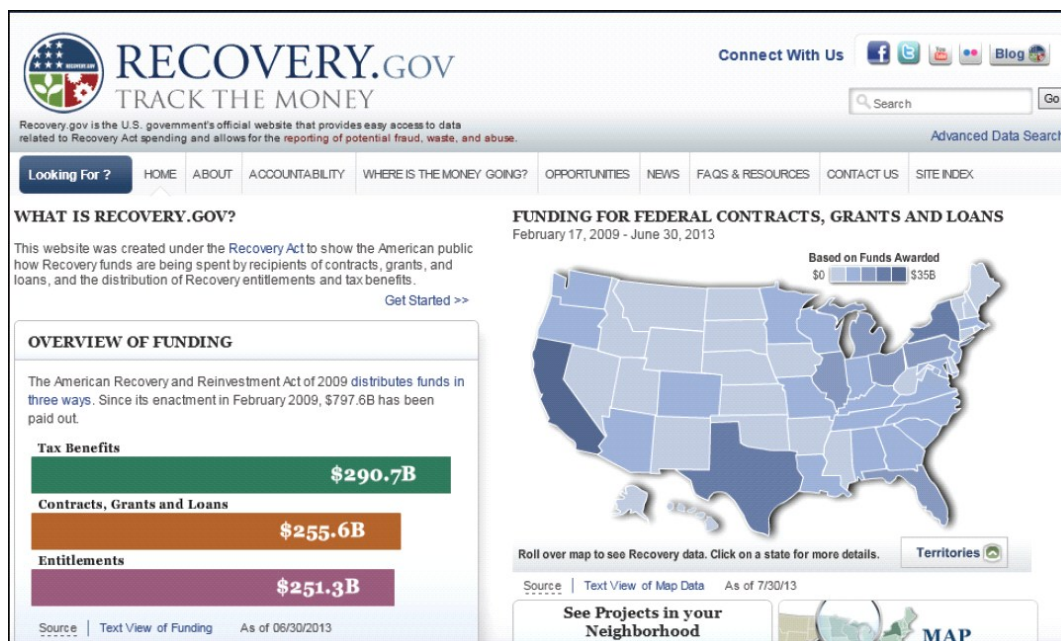 RECOVERY.GOV
TRACK THE MONEY
Recovery.gov is the U.S. government's official website that provides easy access to data
related to Recovery Act spending and allows for the reporting of potential fraud, waste, and abuse.
Connect With Us
Blog
Search
Go
Advanced Data Search
Looking For ?
HOME
ABOUT
ACCOUNTABILITY
WHERE IS THE MONEY GOING?
OPPORTUNITIES
NEWS
FAQS & RESOURCES
CONTACT US
SITE INDEX
WHAT IS RECOVERY.GOV?
This website was created under the Recovery Act to show the American public
how Recovery funds are being spent by recipients of contracts, grants, and
loans, and the distribution of Recovery entitlements and tax benefits.
Get Started >>
OVERVIEW OF FUNDING
The American Recovery and Reinvestment Act of 2009 distributes funds in
three ways. Since its enactment in February 2009, $797.6B has been
paid out.
Tax Benefits
$290.7B
Contracts, Grants and Loans
$255.6B
Entitlements
$251.3B
Source | Text View of Funding As of 06/30/2013
FUNDING FOR FEDERAL CONTRACTS, GRANTS AND LOANS
February 17, 2009 - June 30, 2013
Based on Funds Awarded
$0 $35B
Roll over map to see Recovery data. Click on a state for more details.
Territories
Source | Text View of Map Data As of 7/30/13
See Projects in your
Neighborhood
MAP